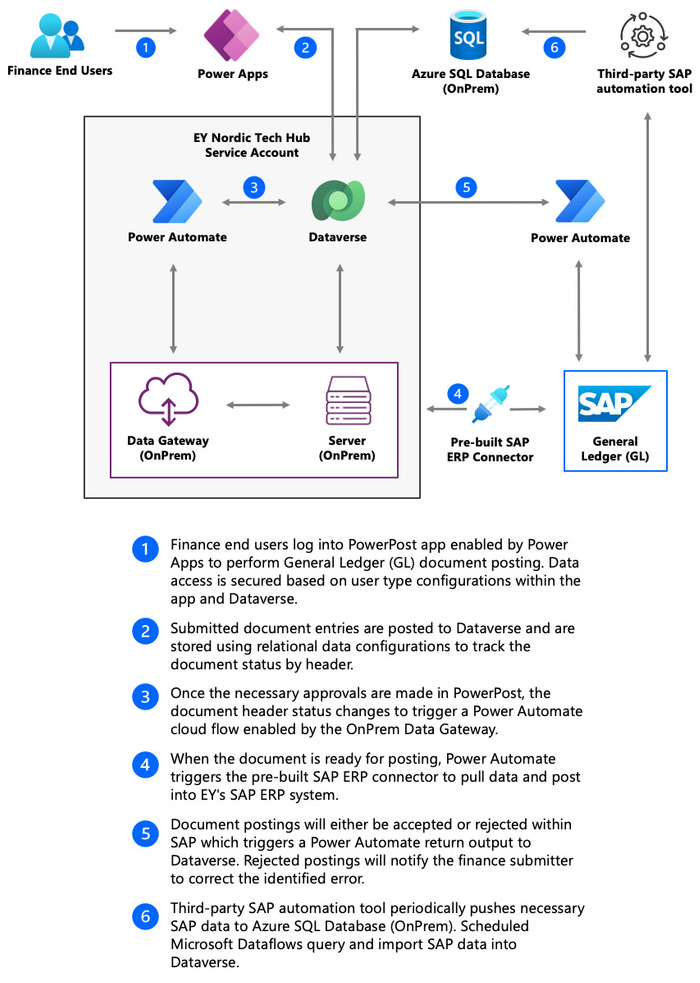 1
2
SQL
6
Finance End Users
Power Apps
Azure SQL Database
(OnPrem)
Third-party SAP
automation tool
EY Nordic Tech Hub
Service Account
3
5
Power Automate
Dataverse
Power Automate
4
SAP
Data Gateway
(OnPrem)
Server
(OnPrem)
Pre-built SAP
ERP Connector
General
Ledger (GL)
1 Finance end users log into PowerPost app enabled by Power
Apps to perform General Ledger (GL) document posting. Data
access is secured based on user type configurations within the
app and Dataverse.
2 Submitted document entries are posted to Dataverse and are
stored using relational data configurations to track the
document status by header.
3 Once the necessary approvals are made in PowerPost, the
document header status changes to trigger a Power Automate
cloud flow enabled by the OnPrem Data Gateway.
4 When the document is ready for posting, Power Automate
triggers the pre-built SAP ERP connector to pull data and post
into EY's SAP ERP system.
5 Document postings will either be accepted or rejected within
SAP which triggers a Power Automate return output to
Dataverse. Rejected postings will notify the finance submitter
to correct the identified error.
6 Third-party SAP automation tool periodically pushes necessary
SAP data to Azure SQL Database (OnPrem). Scheduled
Microsoft Dataflows query and import SAP data into
Dataverse.